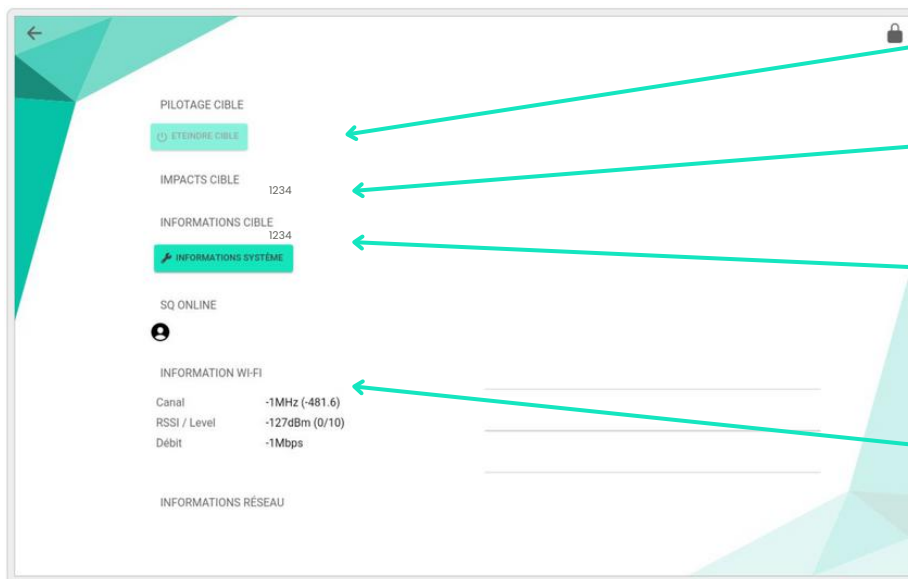 PILOTAGE CIBLE
ETEINDRE CIBLE
IMPACTS CIBLE
1234
INFORMATIONS CIBLE
1234
INFORMATIONS SYSTÈME
SQ ONLINE
INFORMATION WI-FI
Canal -1MHz (-481.6)
RSSI / Level -127dBm (0/10)
Débit -1Mbps
INFORMATIONS RÉSEAU